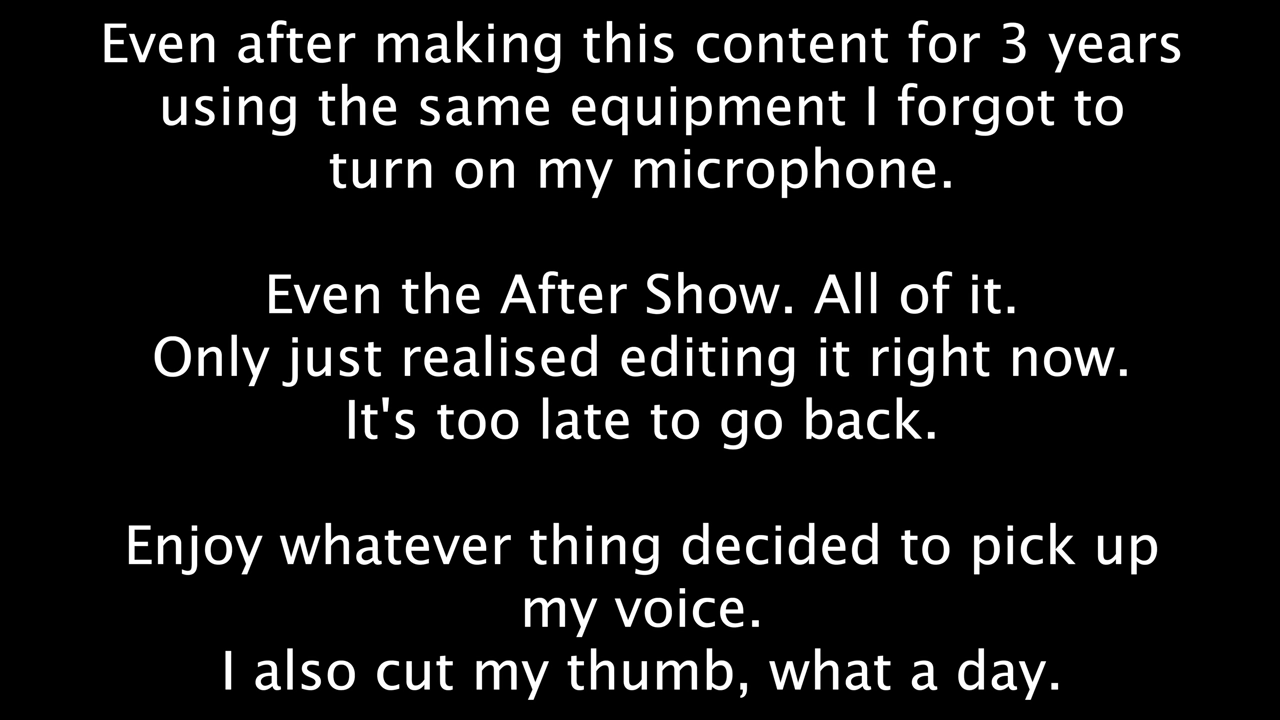 Even after making this content for 3 years
using the same equipment I forgot to
turn on my microphone.
Even the After Show. All of it.
Only just realised editing it right now.
It's too late to go back.
Enjoy whatever thing decided to pick up
my voice.
I also cut my thumb, what a day.